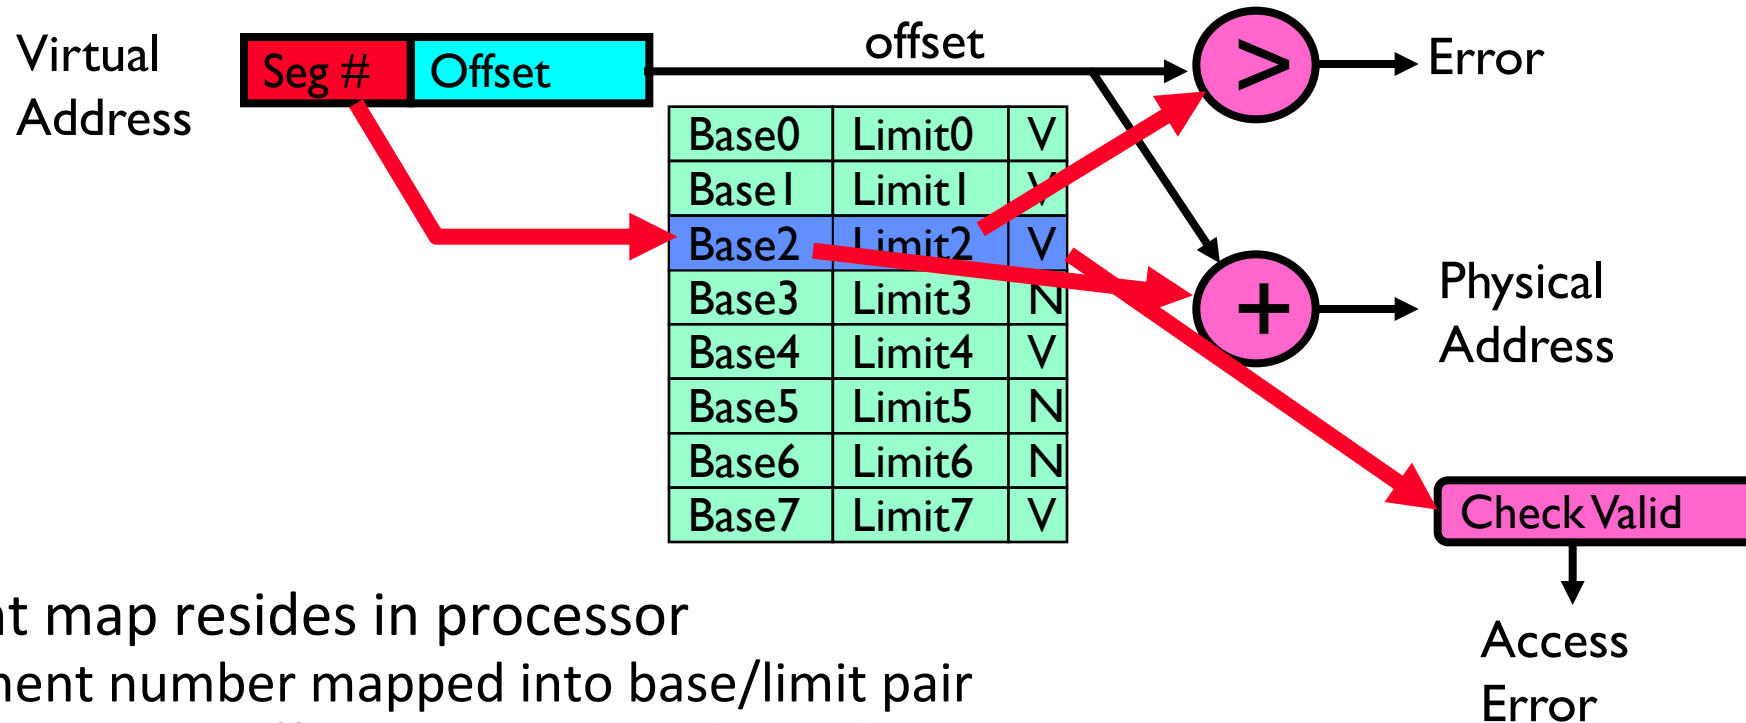 Virtual
Address
Seg # Offset
offset
>
Error
Base0 Limit0 V
Base1 Limit1 V
Base2 Limit2 V
Base3 Limit3 N
Base4 Limit4 V
Base5 Limit5 N
Base6 Limit6 N
Base7 Limit7 V
+
Physical
Address
Check Valid
Access
Error
nt map resides in processor
ment number mapped into base/limit pair